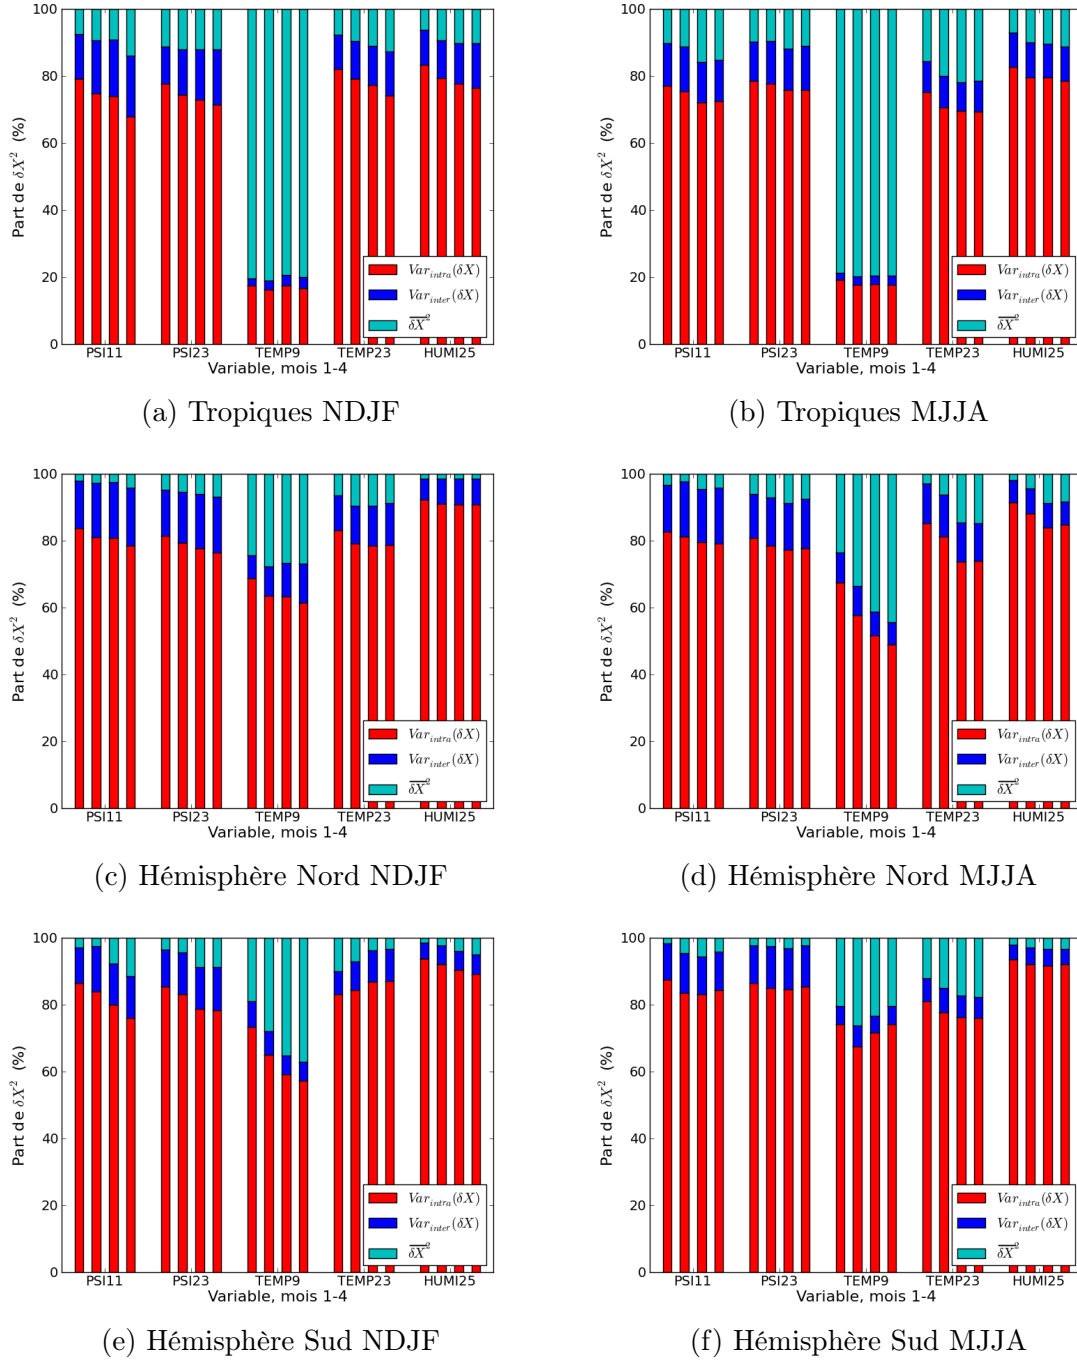 100
80
60
40
20
0
Part de δX² (%)
Var_intra(δX)
Var_inter(δX)
δX̄²
PSI11 PSI23 TEMP9 TEMP23 HUMI25
Variable, mois 1-4
(a) Tropiques NDJF
100
80
60
40
20
0
Part de δX² (%)
Var_intra(δX)
Var_inter(δX)
δX̄²
PSI11 PSI23 TEMP9 TEMP23 HUMI25
Variable, mois 1-4
(b) Tropiques MJJA
100
80
60
40
20
0
Part de δX² (%)
Var_intra(δX)
Var_inter(δX)
δX̄²
PSI11 PSI23 TEMP9 TEMP23 HUMI25
Variable, mois 1-4
(c) Hémisphère Nord NDJF
100
80
60
40
20
0
Part de δX² (%)
Var_intra(δX)
Var_inter(δX)
δX̄²
PSI11 PSI23 TEMP9 TEMP23 HUMI25
Variable, mois 1-4
(d) Hémisphère Nord MJJA
100
80
60
40
20
0
Part de δX² (%)
Var_intra(δX)
Var_inter(δX)
δX̄²
PSI11 PSI23 TEMP9 TEMP23 HUMI25
Variable, mois 1-4
(e) Hémisphère Sud NDJF
100
80
60
40
20
0
Part de δX² (%)
Var_intra(δX)
Var_inter(δX)
δX̄²
PSI11 PSI23 TEMP9 TEMP23 HUMI25
Variable, mois 1-4
(f) Hémisphère Sud MJJA